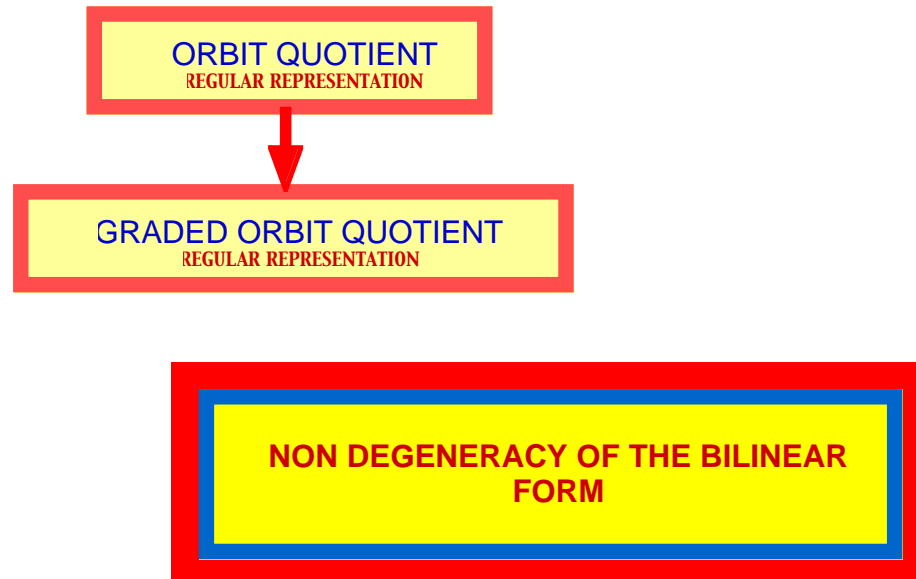 ORBIT QUOTIENT
REGULAR REPRESENTATION
GRADED ORBIT QUOTIENT
REGULAR REPRESENTATION
NON DEGENERACY OF THE BILINEAR
FORM